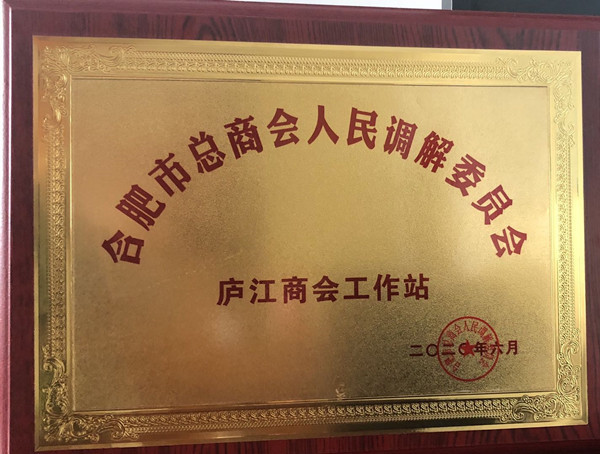 合肥市总商会人民调解委员会
庐江商会工作站
二〇二〇年六月